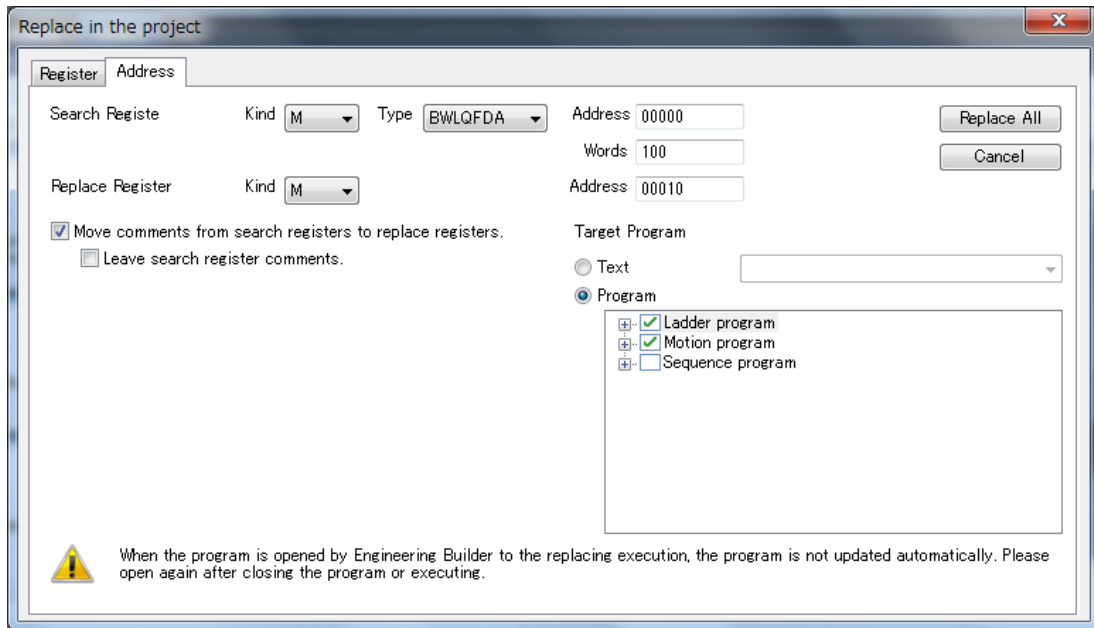 Replace in the project
Register Address
Search Registe Kind M Type BWLQFDA Address 00000 Replace All
Words 100 Cancel
Replace Register Kind M Address 00010
Move comments from search registers to replace registers. Target Program
Leave search register comments.
Text
Program
Ladder program
Motion program
Sequence program
When the program is opened by Engineering Builder to the replacing execution, the program is not updated automatically. Please
open again after closing the program or executing.